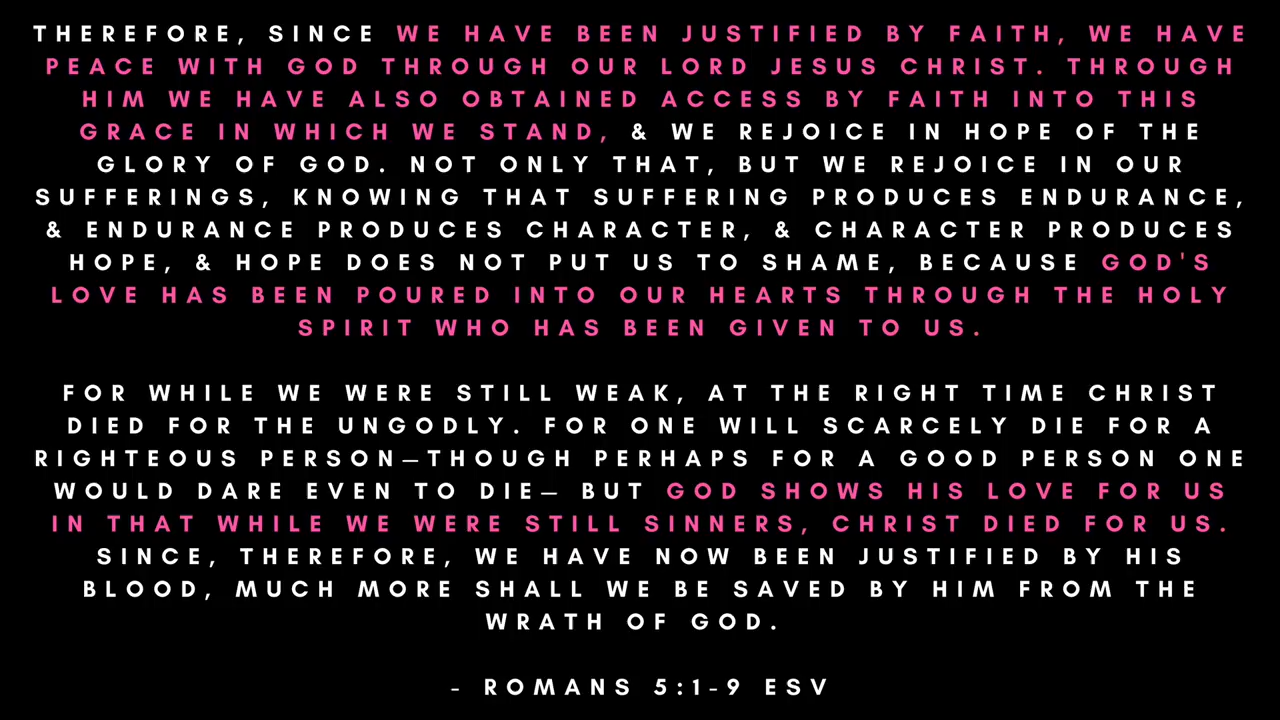 THEREFORE, SINCE WE HAVE BEEN JUSTIFIED BY FAITH, WE HAVE
PEACE WITH GOD THROUGH OUR LORD JESUS CHRIST. THROUGH
HIM WE HAVE ALSO OBTAINED ACCESS BY FAITH INTO THIS
GRACE IN WHICH WE STAND, & WE REJOICE IN HOPE OF THE
GLORY OF GOD. NOT ONLY THAT, BUT WE REJOICE IN OUR
SUFFERINGS, KNOWING THAT SUFFERING PRODUCES ENDURANCE,
& ENDURANCE PRODUCES CHARACTER, & CHARACTER PRODUCES
HOPE, & HOPE DOES NOT PUT US TO SHAME, BECAUSE GOD'S
LOVE HAS BEEN POURED INTO OUR HEARTS THROUGH THE HOLY
SPIRIT WHO HAS BEEN GIVEN TO US.
FOR WHILE WE WERE STILL WEAK, AT THE RIGHT TIME CHRIST
DIED FOR THE UNGODLY. FOR ONE WILL SCARCELY DIE FOR A
RIGHTEOUS PERSON—THOUGH PERHAPS FOR A GOOD PERSON ONE
WOULD DARE EVEN TO DIE— BUT GOD SHOWS HIS LOVE FOR US
IN THAT WHILE WE WERE STILL SINNERS, CHRIST DIED FOR US.
SINCE, THEREFORE, WE HAVE NOW BEEN JUSTIFIED BY HIS
BLOOD, MUCH MORE SHALL WE BE SAVED BY HIM FROM THE
WRATH OF GOD.
- ROMANS 5:1-9 ESV